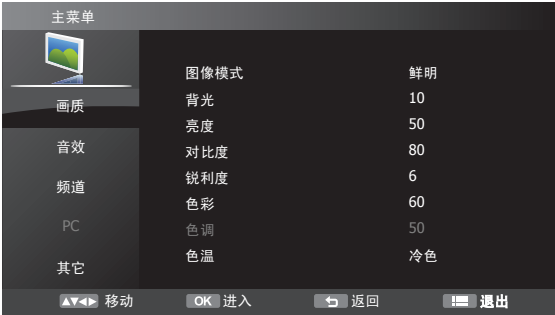 主菜单
画质
音效
频道
PC
其它
图像模式 鲜明
背光 10
亮度 50
对比度 80
锐利度 6
色彩 60
色调 50
色温 冷色
▲▼◀▶ 移动 OK 进入 返回 退出